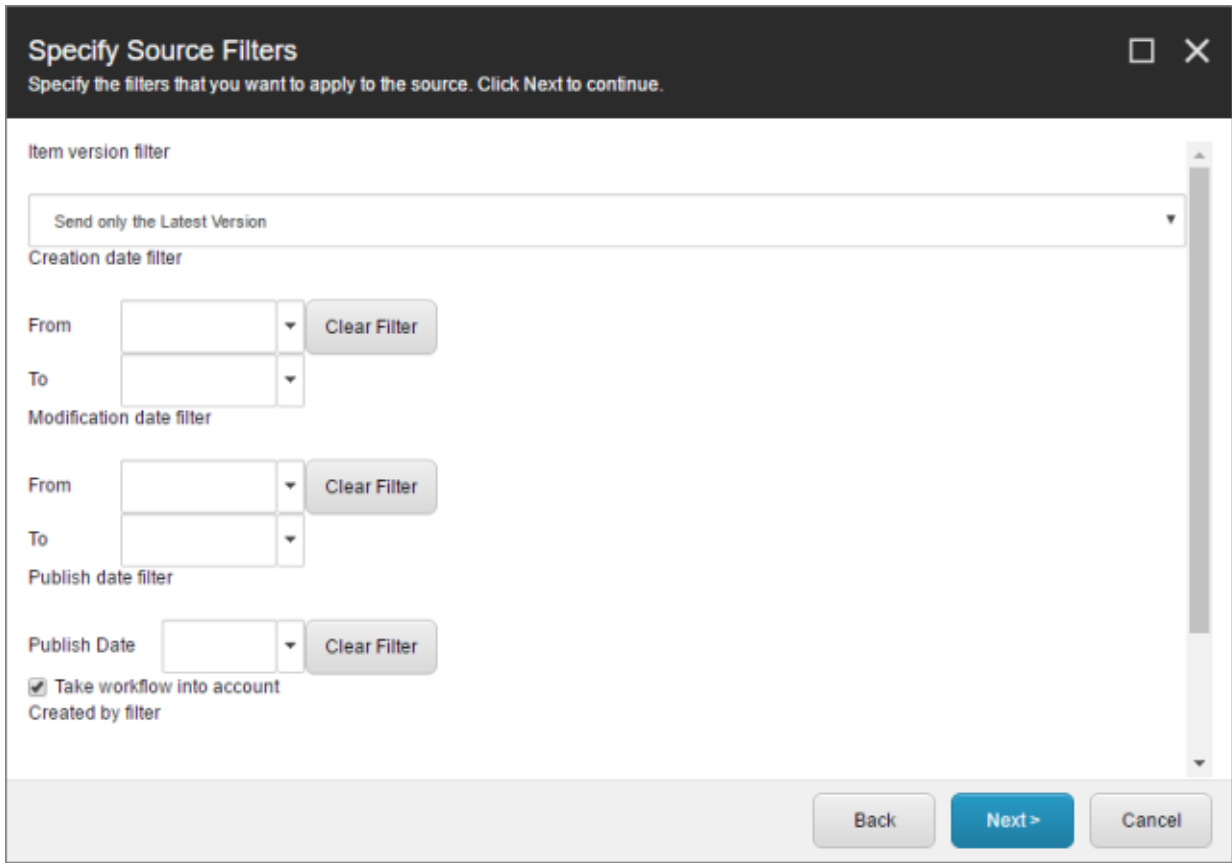 Specify Source Filters
Specify the filters that you want to apply to the source. Click Next to continue.
Item version filter
Send only the Latest Version
Creation date filter
From Clear Filter
To
Modification date filter
From Clear Filter
To
Publish date filter
Publish Date Clear Filter
Take workflow into account
Created by filter
Back Next > Cancel